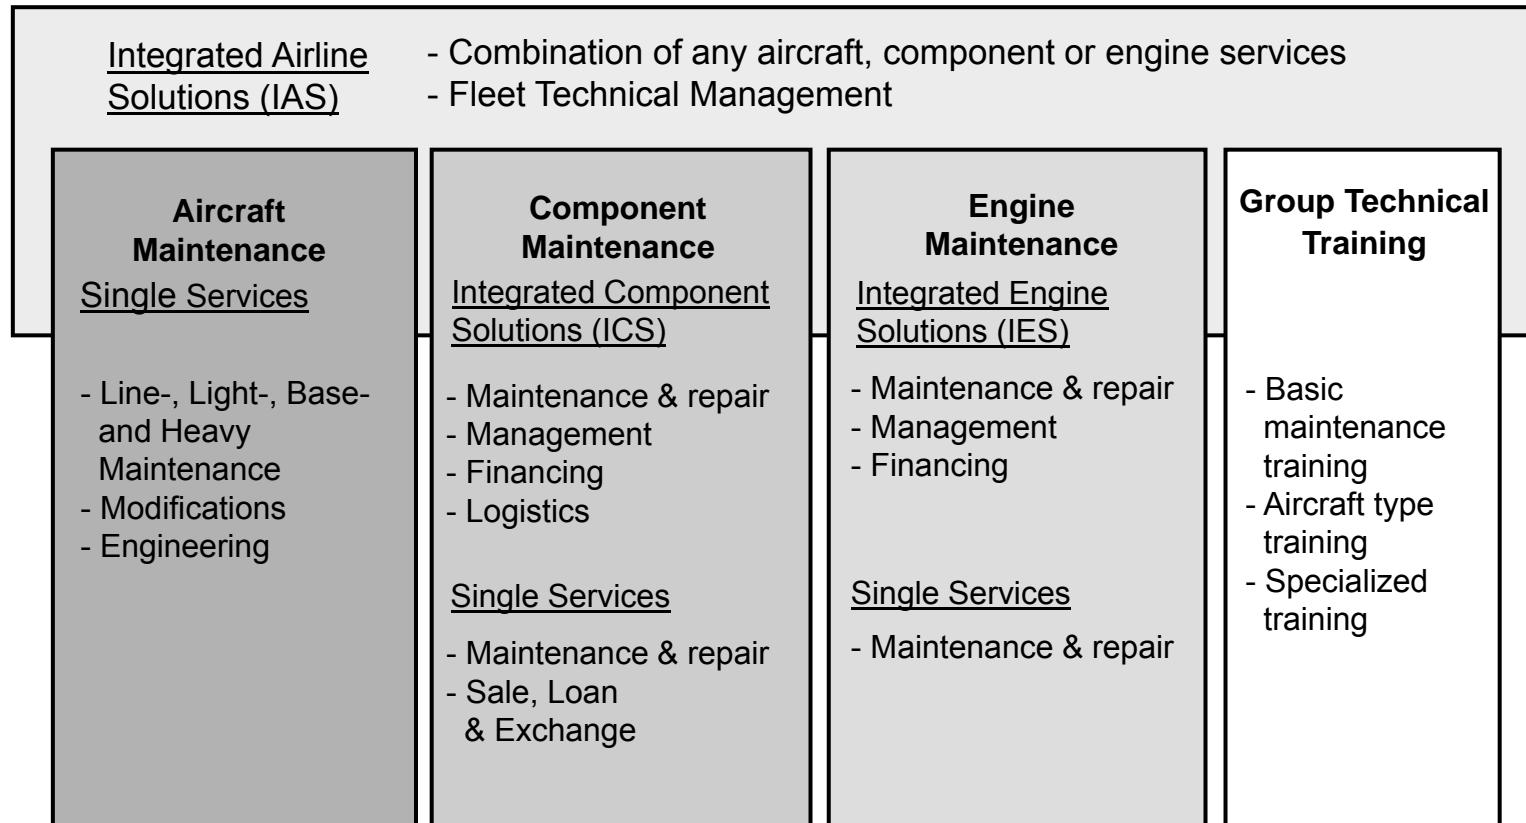 Integrated Airline
Solutions (IAS)
- Combination of any aircraft, component or engine services
- Fleet Technical Management
Aircraft
Maintenance
Single Services
- Line-, Light-, Base-
and Heavy
Maintenance
- Modifications
- Engineering
Component
Maintenance
Integrated Component
Solutions (ICS)
- Maintenance & repair
- Management
- Financing
- Logistics
Single Services
- Maintenance & repair
- Sale, Loan
& Exchange
Engine
Maintenance
Integrated Engine
Solutions (IES)
- Maintenance & repair
- Management
- Financing
Single Services
- Maintenance & repair
Group Technical
Training
- Basic
maintenance
training
- Aircraft type
training
- Specialized
training